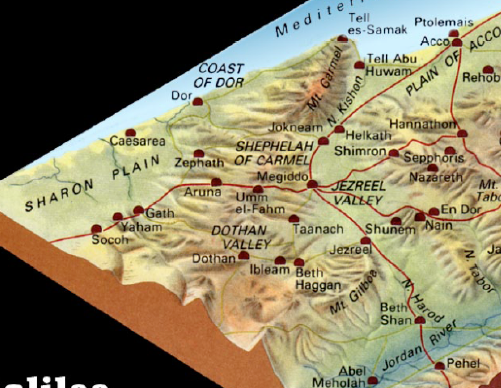 Mediter
Tell
es-Samak
Ptolemais
Acco
Tell Abu
Huwam
PLAIN OF ACCO
Rehob
COAST
OF DOR
Dor
Mt. Carmel
N. Kishon
Caesarea
Jokneam
Helkath
Hannathon
SHEPHELAH
OF CARMEL
Shimron
Sepphoris
Zephath
Nazareth
Mt.
Tabo
SHARON PLAIN
Megiddo
Aruna
Umm
el-Fahm
JEZREEL
VALLEY
Gath
Yaham
Socoh
Taanach
En Dor
Shunem
Nain
DOTHAN
VALLEY
Jezreel
Dothan
Ibleam
Beth
Haggan
Mt. Gilboa
N. Harod
N. Tabor
Beth
Shan
Jordan River
Abel
Meholah
Pehel